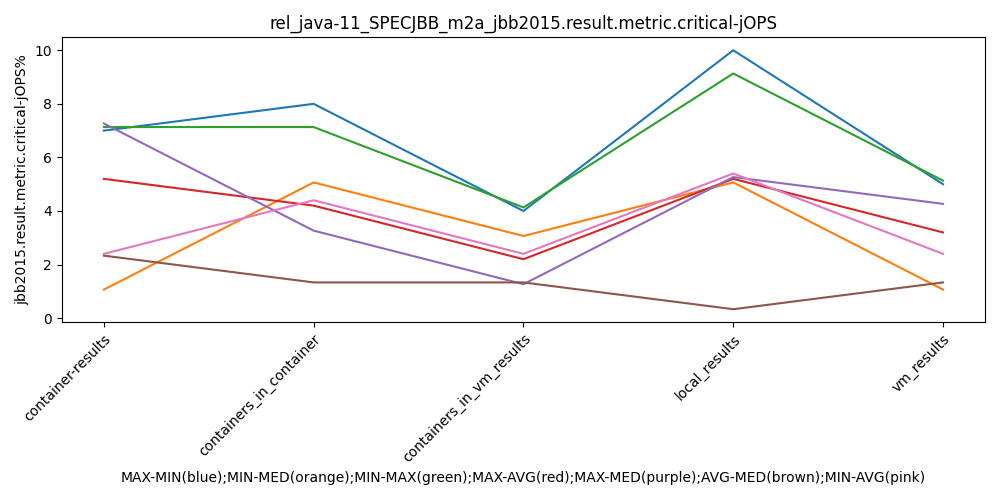 rel_java-11_SPECJBB_m2a_jbb2015.result.metric.critical-jOPS
jbb2015.result.metric.critical-jOPS%
10
8
6
4
2
0
container-results
containers_in_container
containers_in_vm_results
local_results
vm_results
MAX-MIN(blue);MIN-MED(orange);MIN-MAX(green);MAX-AVG(red);MAX-MED(purple);AVG-MED(brown);MIN-AVG(pink)